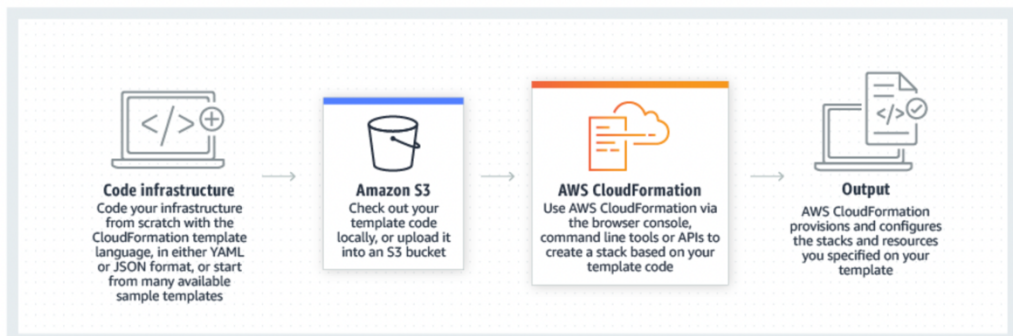 </>
Code infrastructure
Code your infrastructure
from scratch with the
CloudFormation template
language, in either YAML
or JSON format, or start
from many available
sample templates
Amazon S3
Check out your
template code
locally, or upload it
into an S3 bucket
AWS CloudFormation
Use AWS CloudFormation via
the browser console,
command line tools or APIs to
create a stack based on your
template code
</>
Output
AWS CloudFormation
provisions and configures
the stacks and resources
you specified on your
template